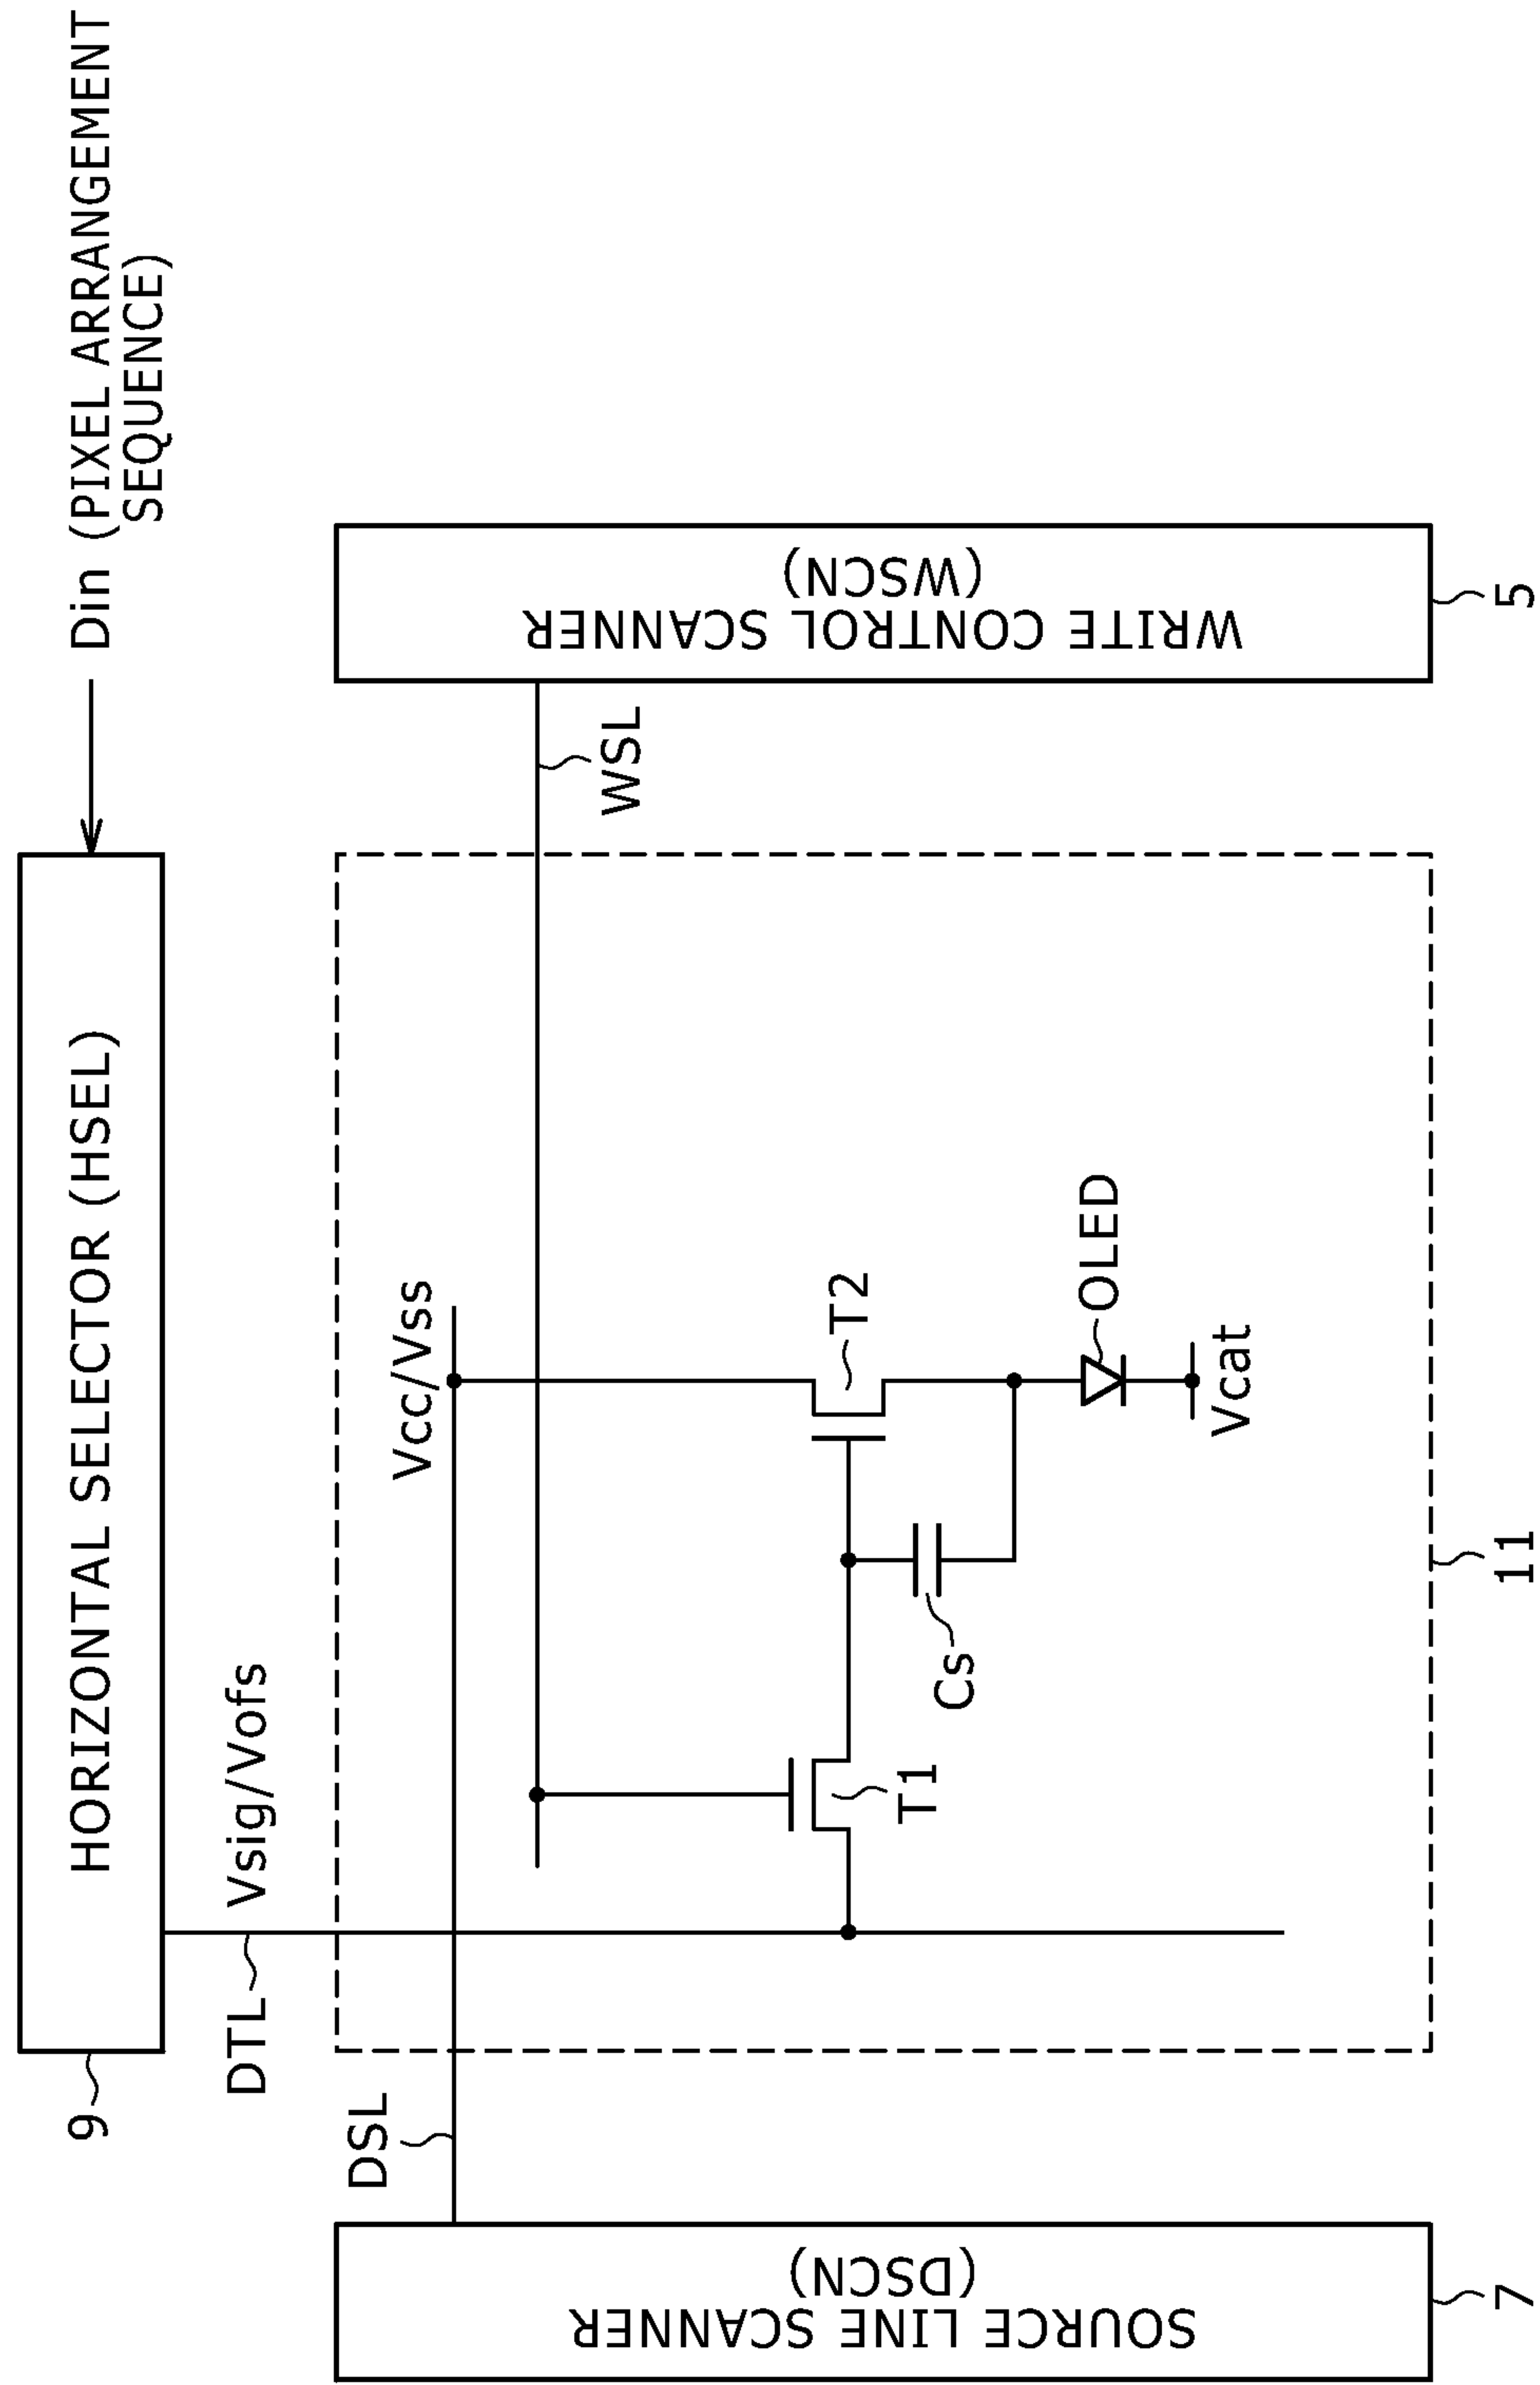 Din (PIXEL ARRANGEMENT
SEQUENCE)
9
HORIZONTAL SELECTOR (HSEL)
DTL
Vsig/Vofs
DSL
Vcc/Vss
WSL
SOURCE LINE SCANNER
(DSCN)
WRITE CONTROL SCANNER
(WSCN)
T1
T2
Cs
OLED
Vcat
7
11
5